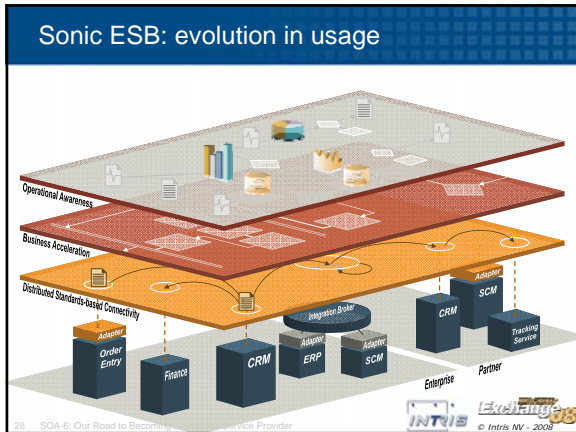 Sonic ESB: evolution in usage
Operational Awareness
Business Acceleration
Distributed Standards-based Connectivity
Adapter
Order
Entry
Finance
CRM
Integration Broker
Adapter
ERP
Adapter
SCM
CRM
Adapter
SCM
Tracking
Service
Enterprise
Partner
28 SOA-6: Our Road to Becoming Service Provider
INTRIS
Exchange
08
© Intris NV - 2008